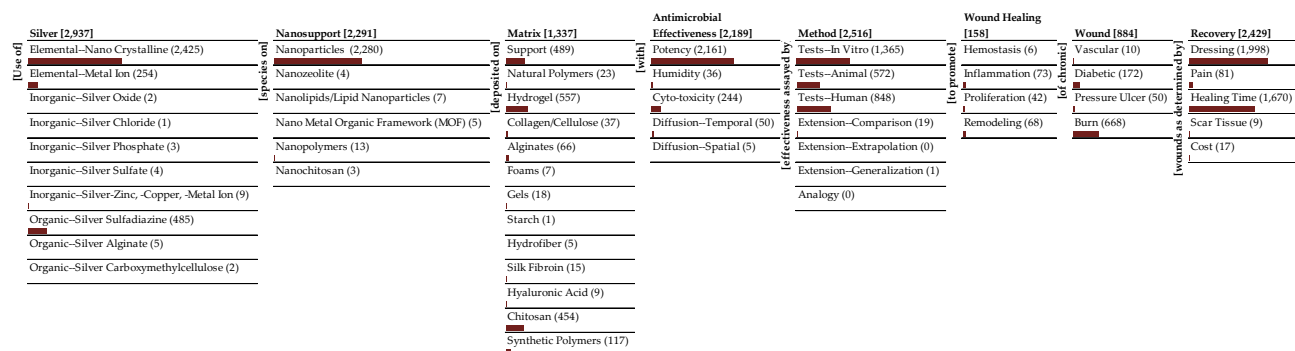 Silver [2,937]
[Use of]
Elemental--Nano Crystalline (2,425)
Elemental--Metal Ion (254)
Inorganic--Silver Oxide (2)
Inorganic--Silver Chloride (1)
Inorganic--Silver Phosphate (3)
Inorganic--Silver Sulfate (4)
Inorganic--Silver-Zinc, -Copper, -Metal Ion (9)
Organic--Silver Sulfadiazine (485)
Organic--Silver Alginate (5)
Organic--Silver Carboxymethylcellulose (2)
[species on]
Nanosupport [2,291]
Nanoparticles (2,280)
Nanozeolite (4)
Nanolipids/Lipid Nanoparticles (7)
Nano Metal Organic Framework (MOF) (5)
Nanopolymers (13)
Nanochitosan (3)
[deposited on]
Matrix [1,337]
Support (489)
Natural Polymers (23)
Hydrogel (557)
Collagen/Cellulose (37)
Alginates (66)
Foams (7)
Gels (18)
Starch (1)
Hydrofiber (5)
Silk Fibroin (15)
Hyaluronic Acid (9)
Chitosan (454)
Synthetic Polymers (117)
[with]
Antimicrobial
Effectiveness [2,189]
Potency (2,161)
Humidity (36)
Cyto-toxicity (244)
Diffusion--Temporal (50)
Diffusion--Spatial (5)
[effectiveness assayed by]
Method [2,516]
Tests--In Vitro (1,365)
Tests--Animal (572)
Tests--Human (848)
Extension--Comparison (19)
Extension--Extrapolation (0)
Extension--Generalization (1)
Analogy (0)
[to promote]
Wound Healing
[158]
Hemostasis (6)
Inflammation (73)
Proliferation (42)
Remodeling (68)
[of chronic]
Wound [884]
Vascular (10)
Diabetic (172)
Pressure Ulcer (50)
Burn (668)
[wounds as determined by]
Recovery [2,429]
Dressing (1,998)
Pain (81)
Healing Time (1,670)
Scar Tissue (9)
Cost (17)